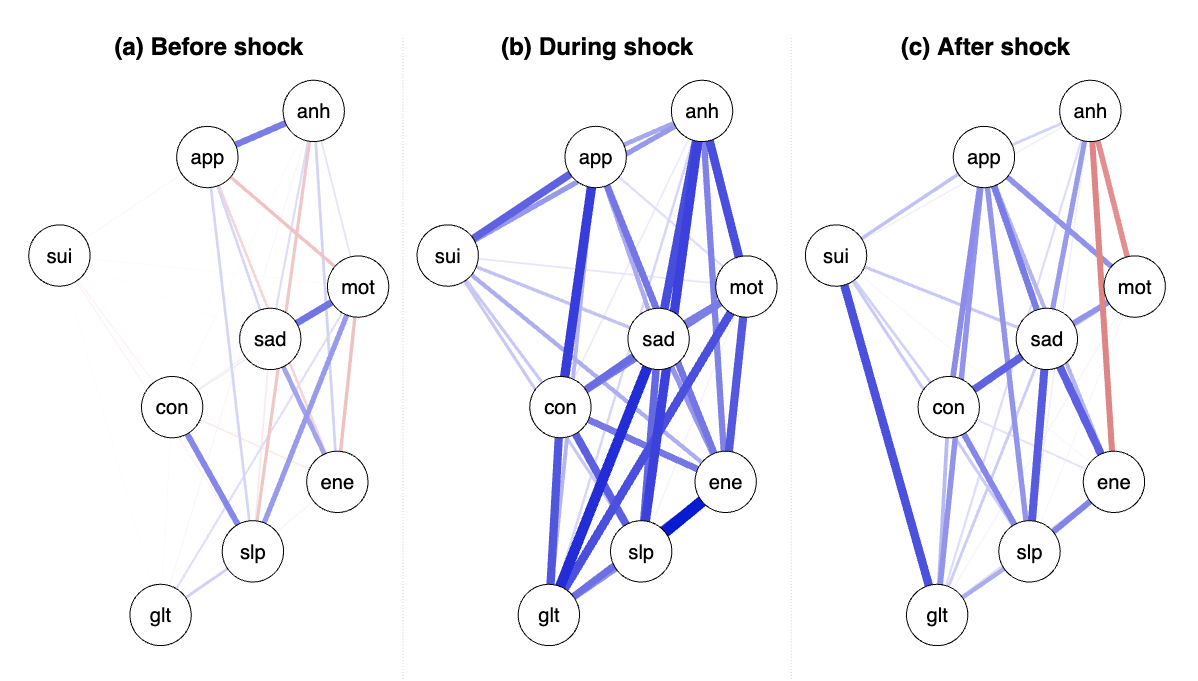 (a) Before shock
anh
app
sui
mot
sad
con
ene
slp
glt
(b) During shock
anh
app
sui
mot
sad
con
ene
slp
glt
(c) After shock
anh
app
sui
mot
sad
con
ene
slp
glt